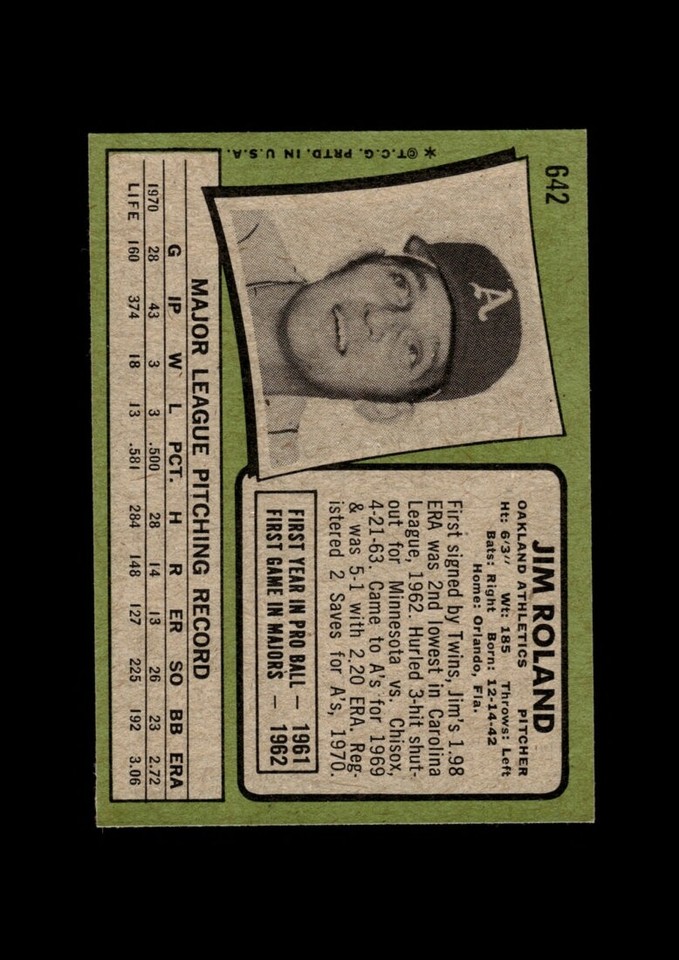 642
* © T.C.G. PRTD. IN U.S.A.
A
JIM ROLAND
OAKLAND ATHLETICS PITCHER
Ht: 6'3" Wt: 185 Throws: Left
Bats: Right Born: 12-14-42
Home: Orlando, Fla.
First signed by Twins, Jim's 1.98
ERA was 2nd lowest in Carolina
League, 1962. Hurled 3-hit shut-
out for Minnesota vs. Chisox,
4-21-63. Came to A's for 1969
& was 5-1 with 2.20 ERA. Reg-
istered 2 Saves for A's, 1970.
FIRST YEAR IN PRO BALL — 1961
FIRST GAME IN MAJORS — 1962
MAJOR LEAGUE PITCHING RECORD
G IP W L PCT. H R ER SO BB ERA
1970 28 43 3 3 .500 28 14 13 26 23 2.72
LIFE 160 374 18 13 .581 284 148 127 225 192 3.06